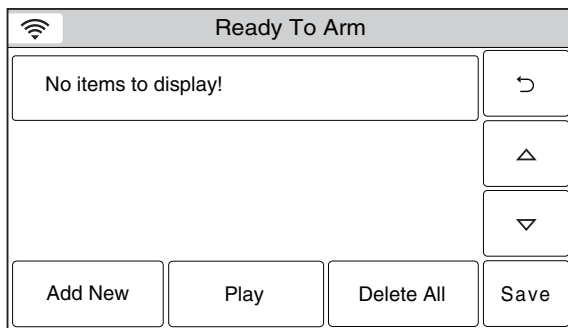 Ready To Arm
No items to display!
Add New
Play
Delete All
Save